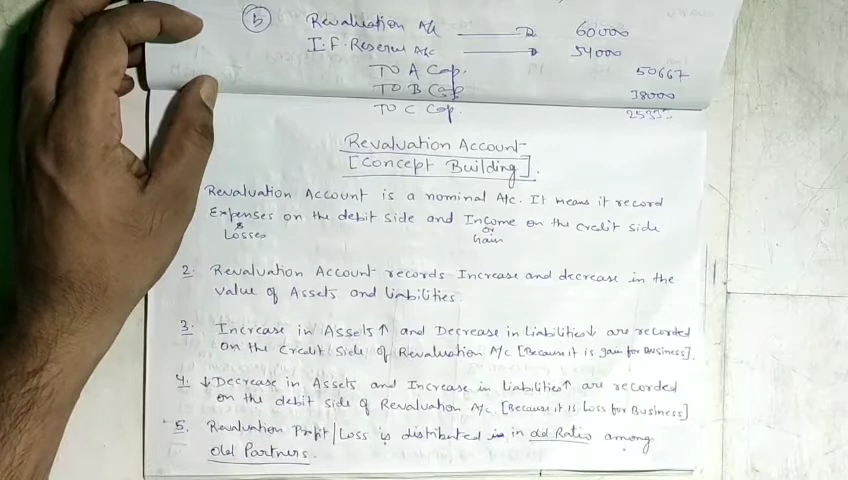 (b) Revaluation A/c —— D 60000
I.F. Reserve A/c —— D 54000
TO A Cap. 50667
TO B Cap 38000
TO C Cap. 25333
Revaluation Account
[Concept Building].
Revaluation Account is a nominal A/c. It means it record
Expenses on the debit side and Income on the credit side
& Losses or Gain
2. Revaluation Account records Increase and decrease in the
value of Assets and liabilities.
3. Increase in Assets ↑ and Decrease in Liabilities ↓ are recorded
on the credit side of Revaluation A/c [Because it is gain for Business].
4. ↓ Decrease in Assets and Increase in liabilities ↑ are recorded
on the debit side of Revaluation A/c. [Because it is Loss for Business]
5. Revaluation Profit/Loss is distributed in old Ratio among
old Partners.